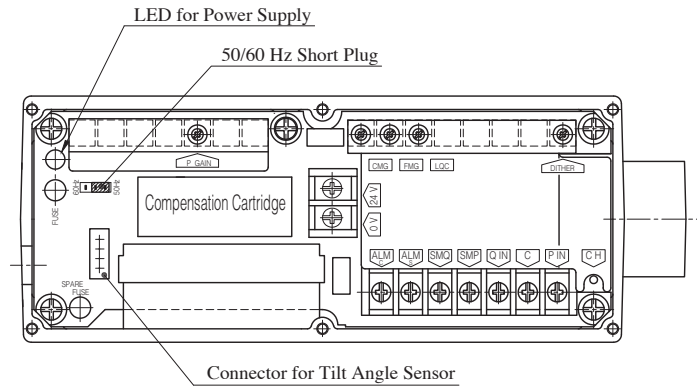 LED for Power Supply
50/60 Hz Short Plug
P GAIN
CMG
FMG
LQC
DITHER
60Hz
50Hz
FUSE
Compensation Cartridge
24 V
0 V
ALM C
ALM S
SMQ
SMP
Q IN
C
P IN
C H
SPARE
FUSE
Connector for Tilt Angle Sensor